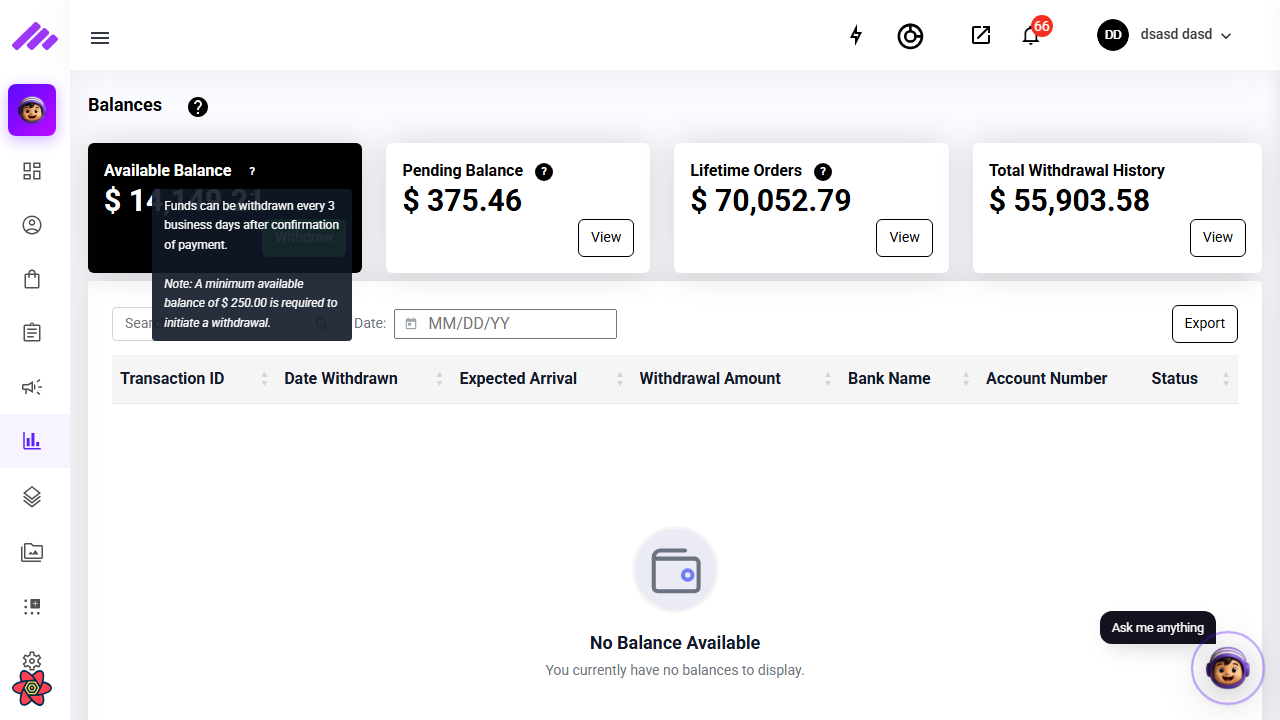 66
DD
dsasd dasd
Balances ?
Available Balance ?
$ 14,149.21
Withdraw
Funds can be withdrawn every 3
business days after confirmation
of payment.
Note: A minimum available
balance of $ 250.00 is required to
initiate a withdrawal.
Pending Balance ?
$ 375.46
View
Lifetime Orders ?
$ 70,052.79
View
Total Withdrawal History
$ 55,903.58
View
Sear
Date:
MM/DD/YY
Export
Transaction ID Date Withdrawn Expected Arrival Withdrawal Amount Bank Name Account Number Status
No Balance Available
You currently have no balances to display.
Ask me anything